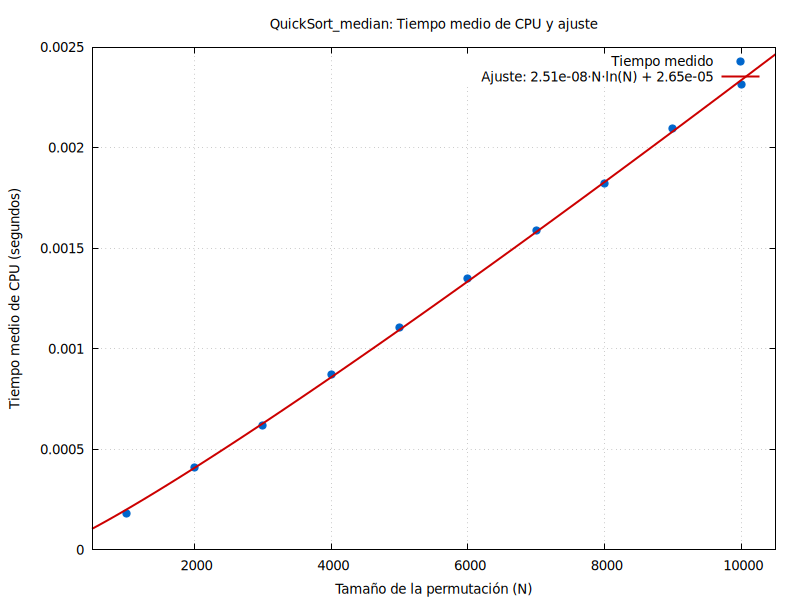 QuickSort_median: Tiempo medio de CPU y ajuste
Tiempo medido
Ajuste: 2.51e-08·N·ln(N) + 2.65e-05
Tiempo medio de CPU (segundos)
0.0025
0.002
0.0015
0.001
0.0005
0
2000
4000
6000
8000
10000
Tamaño de la permutación (N)